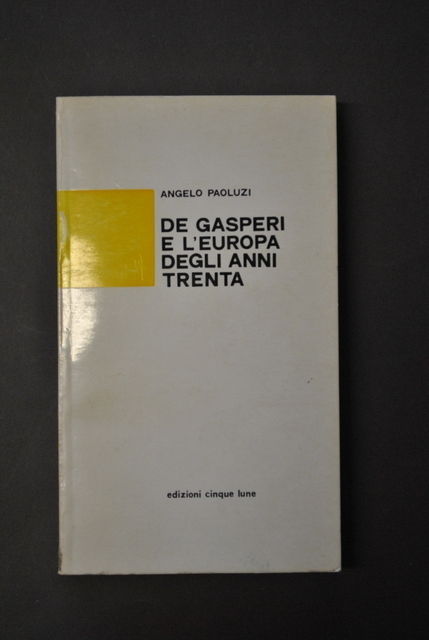 ANGELO PAOLUZI
DE GASPERI
E L'EUROPA
DEGLI ANNI
TRENTA
edizioni cinque lune